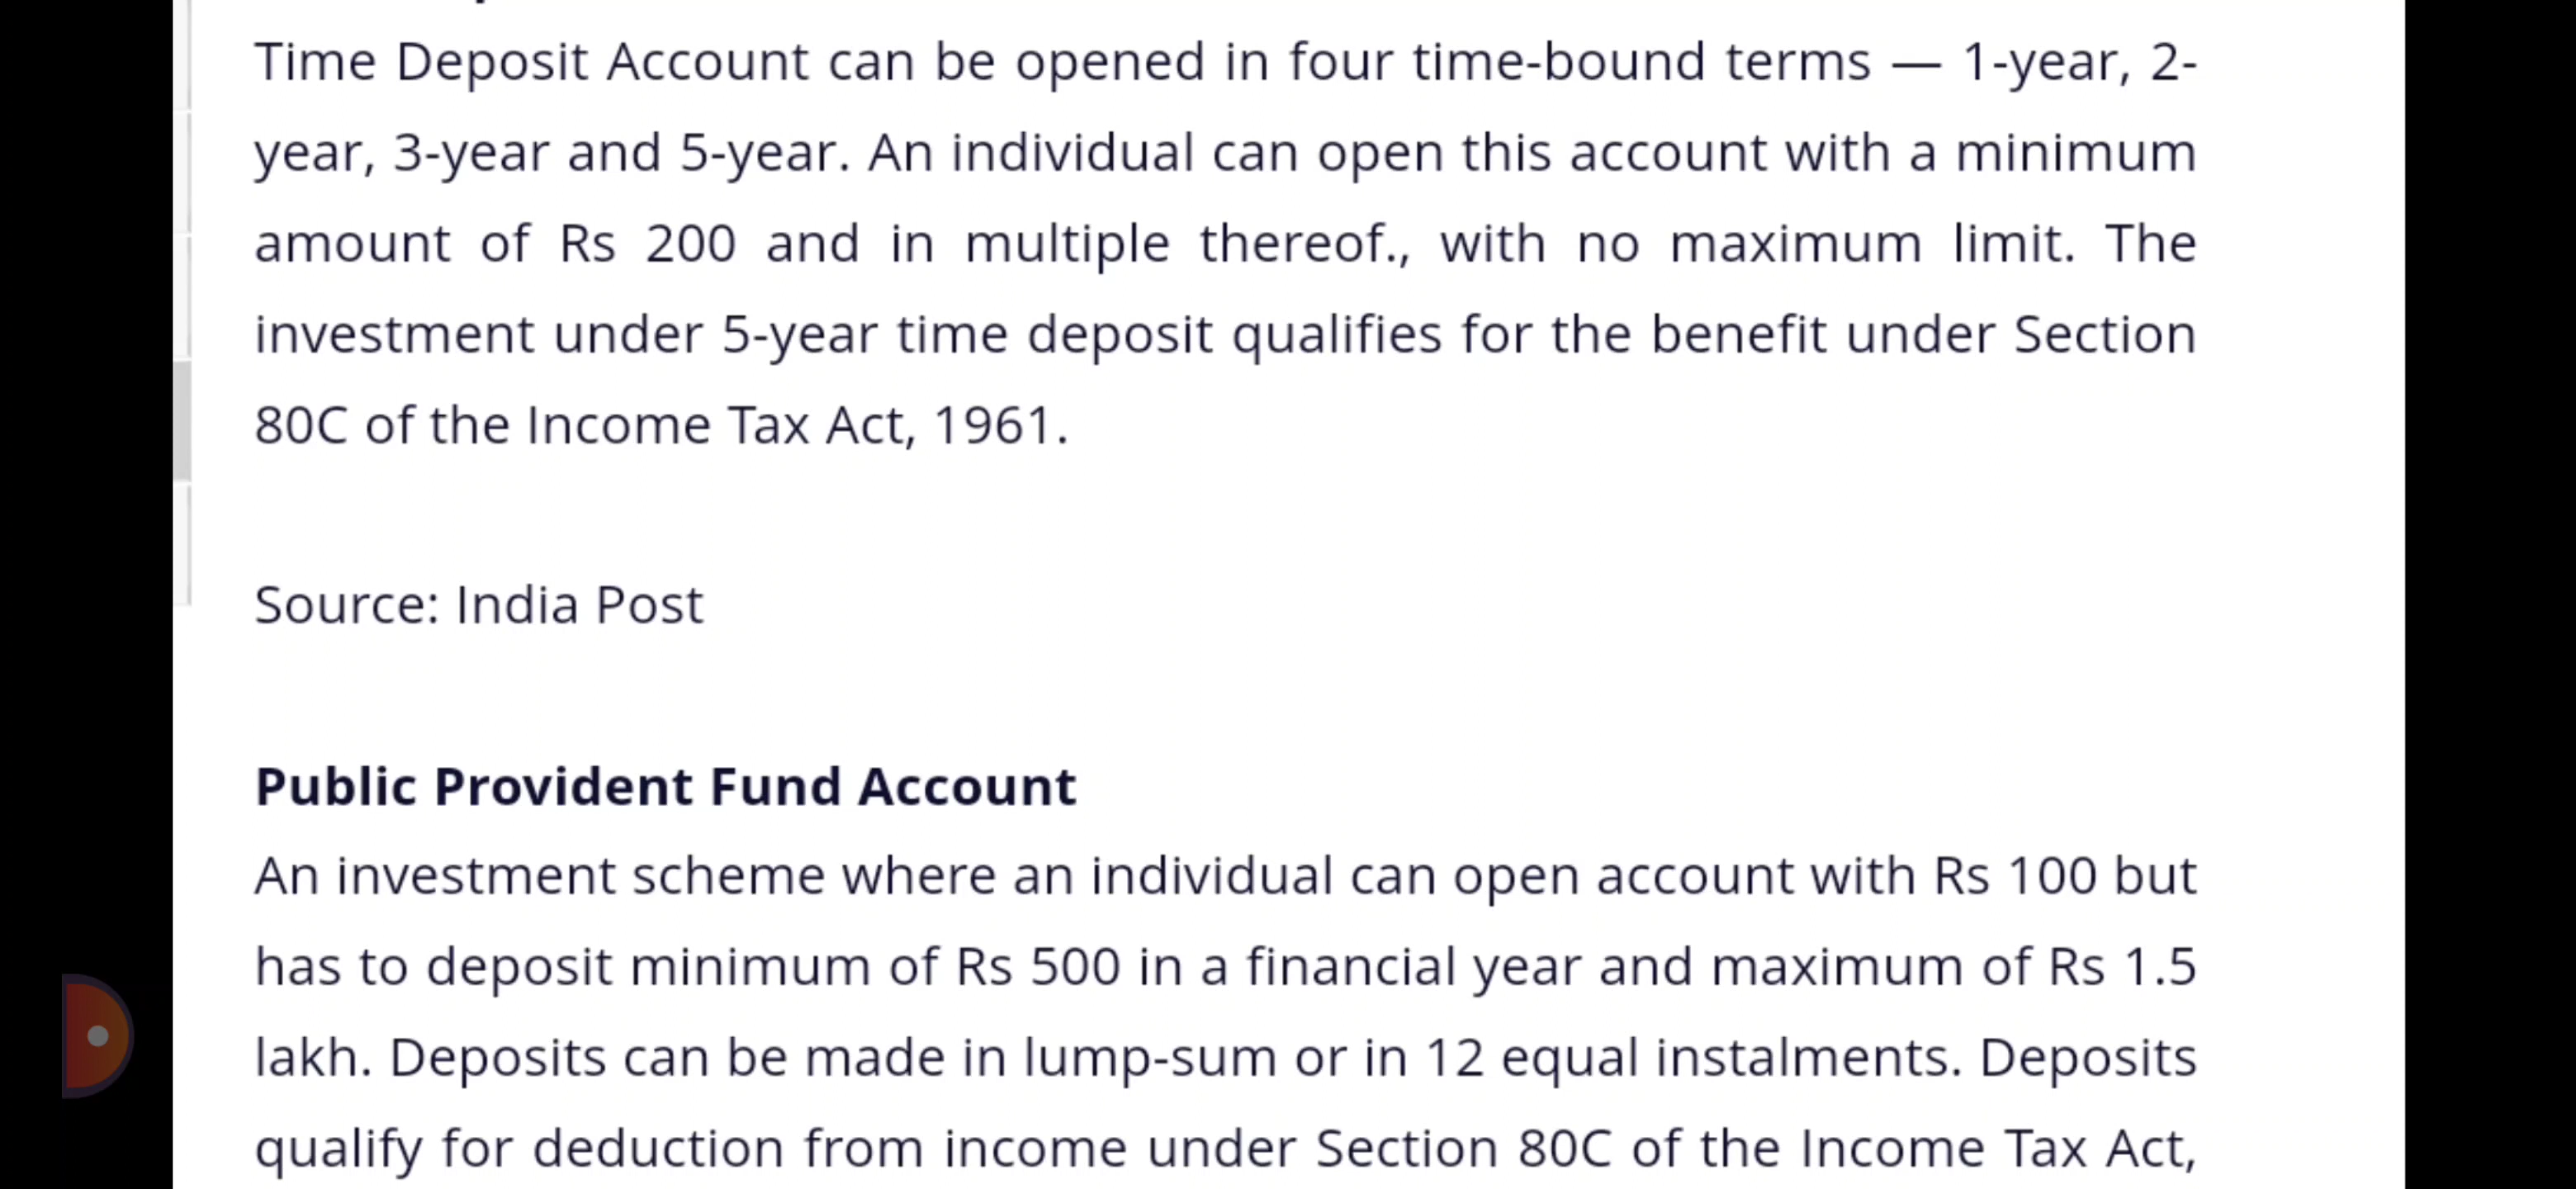 Time Deposit Account can be opened in four time-bound terms — 1-year, 2-
year, 3-year and 5-year. An individual can open this account with a minimum
amount of Rs 200 and in multiple thereof., with no maximum limit. The
investment under 5-year time deposit qualifies for the benefit under Section
80C of the Income Tax Act, 1961.
Source: India Post
Public Provident Fund Account
An investment scheme where an individual can open account with Rs 100 but
has to deposit minimum of Rs 500 in a financial year and maximum of Rs 1.5
lakh. Deposits can be made in lump-sum or in 12 equal instalments. Deposits
qualify for deduction from income under Section 80C of the Income Tax Act,